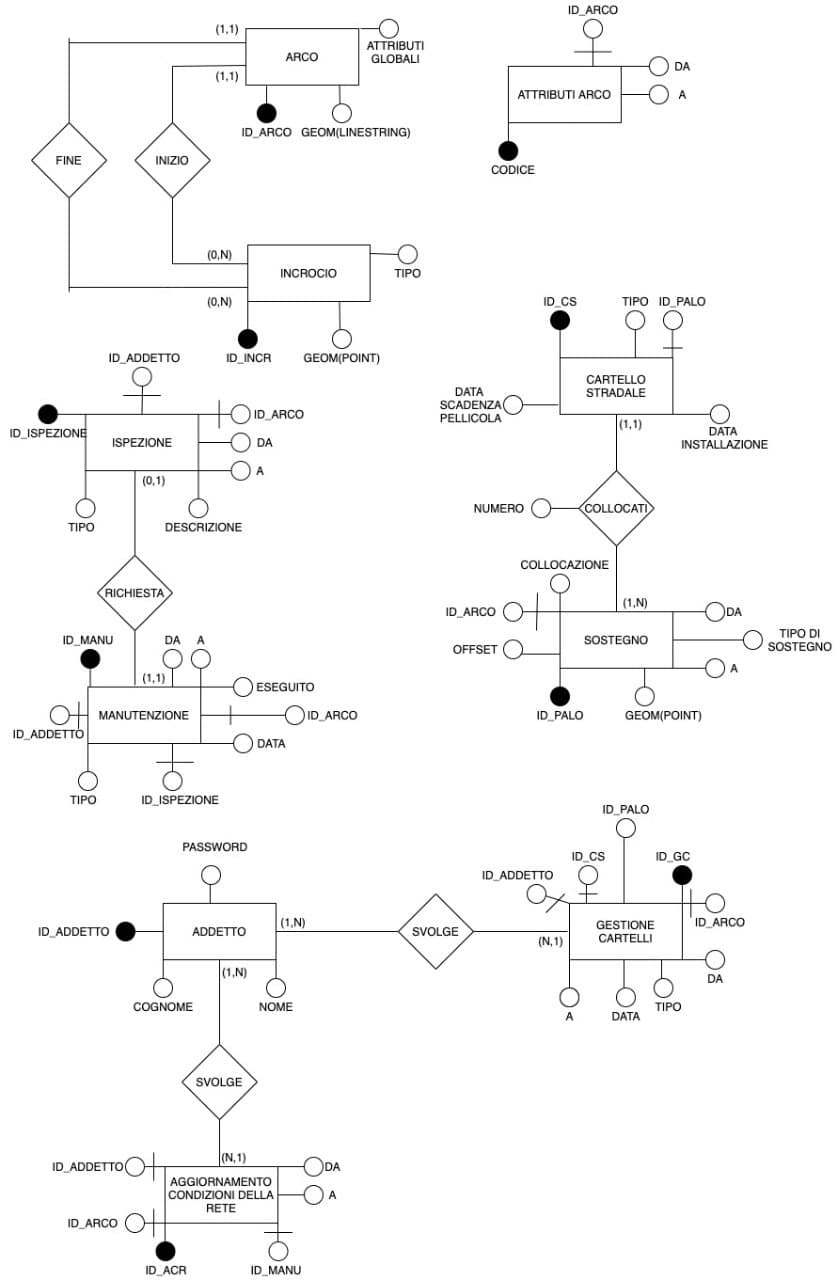 (1,1)
ARCO
ATTRIBUTI
GLOBALI
(1,1)
ID_ARCO
GEOM(LINESTRING)
FINE
INIZIO
(0,N)
INCROCIO
TIPO
(0,N)
ID_INCR
GEOM(POINT)
ID_ARCO
DA
ATTRIBUTI ARCO
A
CODICE
ID_CS
TIPO
ID_PALO
CARTELLO
STRADALE
DATA
SCADENZA
PELLICOLA
(1,1)
DATA
INSTALLAZIONE
NUMERO
COLLOCATI
COLLOCAZIONE
ID_ARCO
(1,N)
DA
SOSTEGNO
TIPO DI
SOSTEGNO
OFFSET
A
ID_PALO
GEOM(POINT)
ID_ADDETTO
ID_ISPEZIONE
ID_ARCO
ISPEZIONE
DA
A
(0,1)
TIPO
DESCRIZIONE
RICHIESTA
ID_MANU
DA
A
(1,1)
ESEGUITO
MANUTENZIONE
ID_ARCO
ID_ADDETTO
DATA
TIPO
ID_ISPEZIONE
PASSWORD
ID_ADDETTO
ADDETTO
(1,N)
(1,N)
COGNOME
NOME
SVOLGE
ID_PALO
ID_CS
ID_GC
ID_ADDETTO
GESTIONE
CARTELLI
ID_ARCO
(N,1)
DA
A
DATA
TIPO
SVOLGE
(N,1)
ID_ADDETTO
DA
AGGIORNAMENTO
CONDIZIONI DELLA
RETE
A
ID_ARCO
ID_ACR
ID_MANU